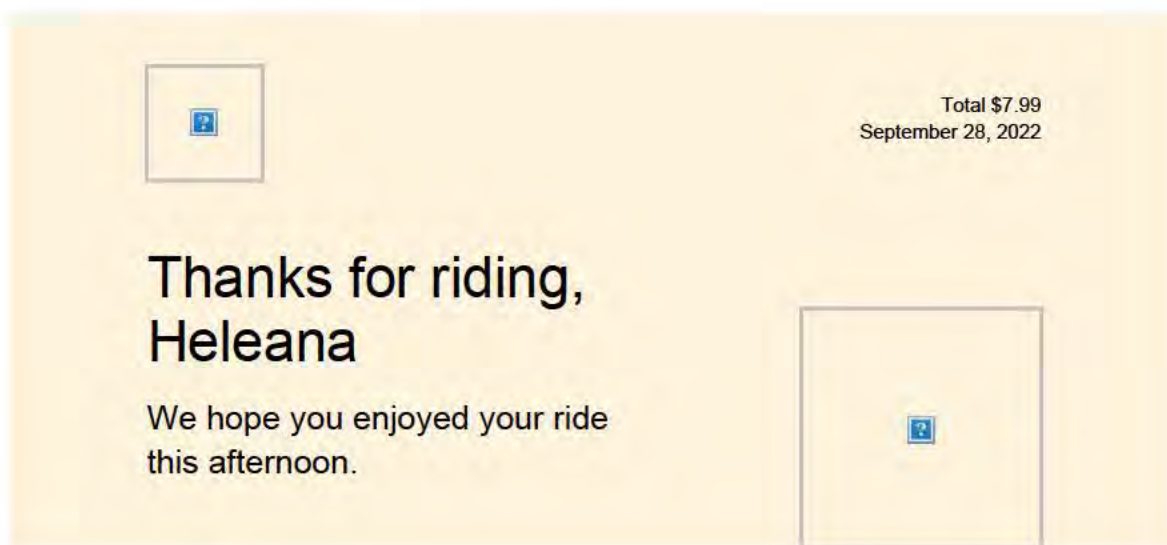 Total $7.99
September 28, 2022
Thanks for riding,
Heleana
We hope you enjoyed your ride
this afternoon.